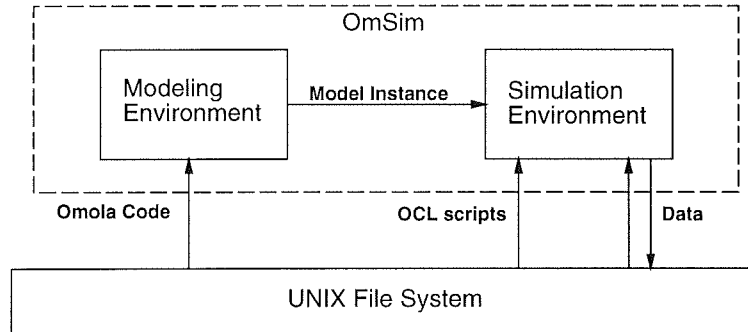 OmSim
Modeling
Environment
Model Instance
Simulation
Environment
Omola Code
OCL scripts
Data
UNIX File System